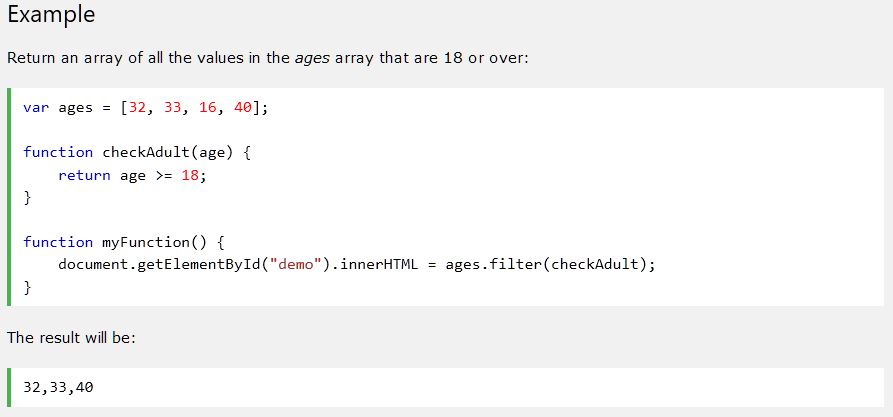 Example
Return an array of all the values in the ages array that are 18 or over:
var ages = [32, 33, 16, 40];
function checkAdult(age) {
    return age >= 18;
}
function myFunction() {
    document.getElementById("demo").innerHTML = ages.filter(checkAdult);
}
The result will be:
32,33,40